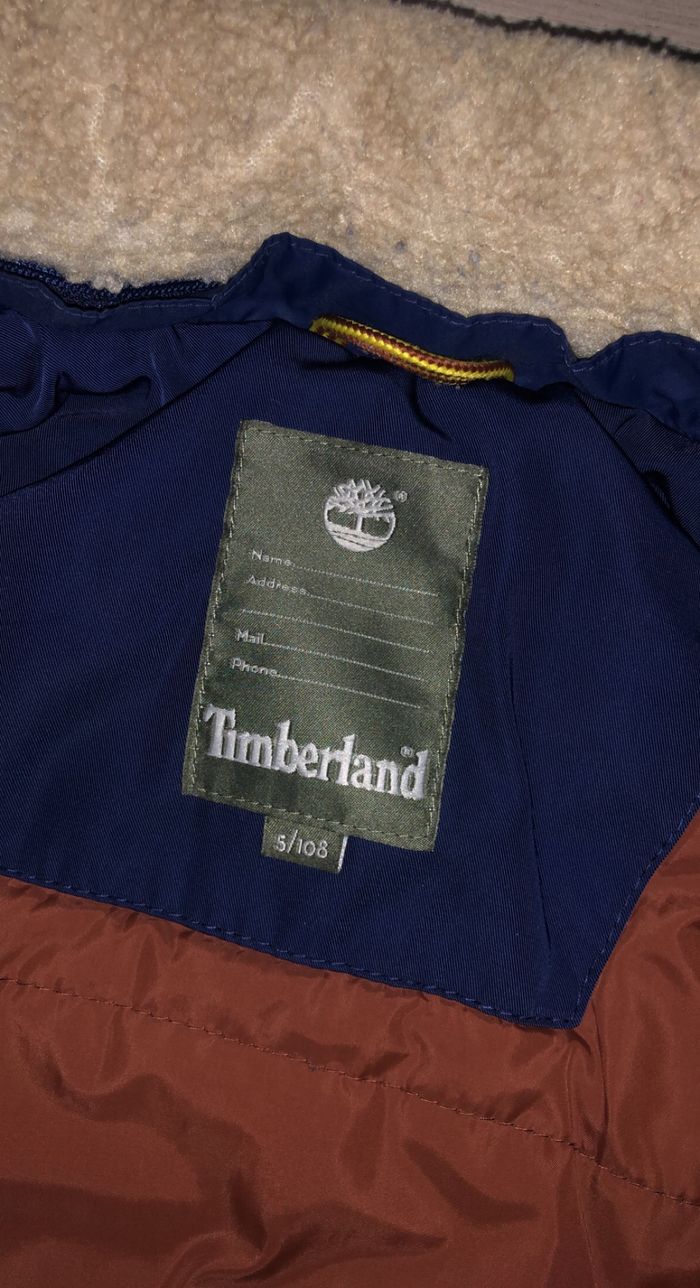 ®
Name
Address
Mail
Phone
Timberland®
5/108